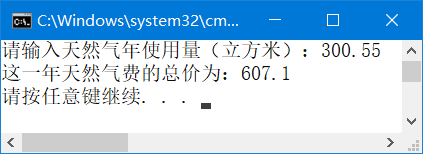 C:\Windows\system32\cm...
请输入天然气年使用量（立方米）：300.55
这一年天然气费的总价为：607.1
请按任意键继续. . .